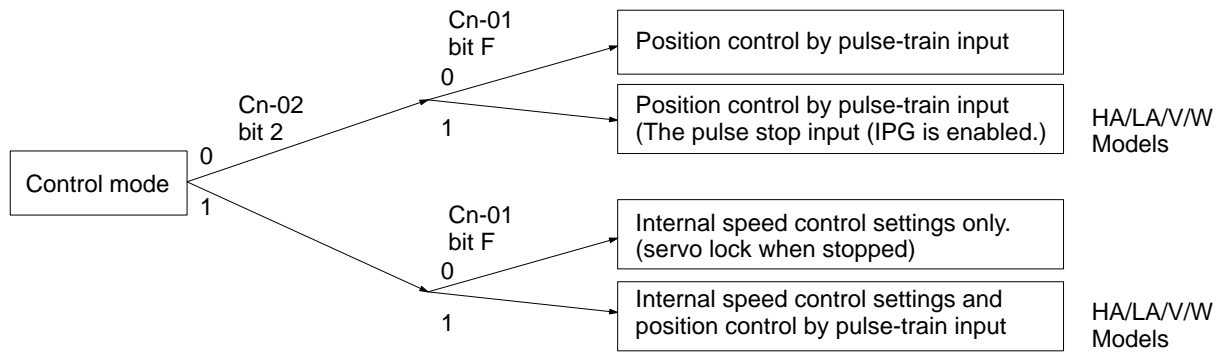 Cn-01
bit F
0
1
Position control by pulse-train input
Position control by pulse-train input
(The pulse stop input (IPG is enabled.)
HA/LA/V/W
Models
Cn-02
bit 2
0
Control mode
1
Cn-01
bit F
0
1
Internal speed control settings only.
(servo lock when stopped)
Internal speed control settings and
position control by pulse-train input
HA/LA/V/W
Models